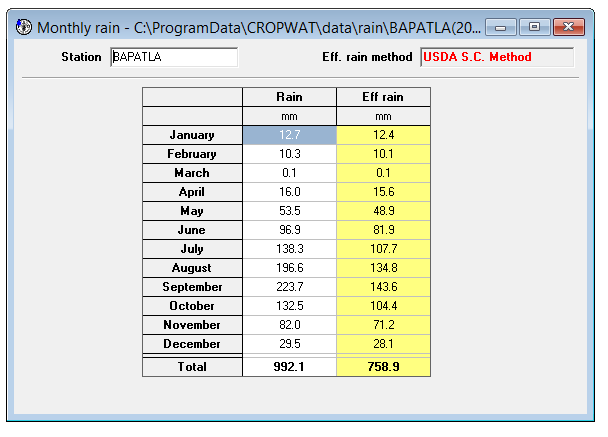 Monthly rain - C:\ProgramData\CROPWAT\data\rain\BAPATLA(20...
Station BAPATLA Eff. rain method USDA S.C. Method
Rain Eff rain
mm mm
January 12.7 12.4
February 10.3 10.1
March 0.1 0.1
April 16.0 15.6
May 53.5 48.9
June 96.9 81.9
July 138.3 107.7
August 196.6 134.8
September 223.7 143.6
October 132.5 104.4
November 82.0 71.2
December 29.5 28.1
Total 992.1 758.9